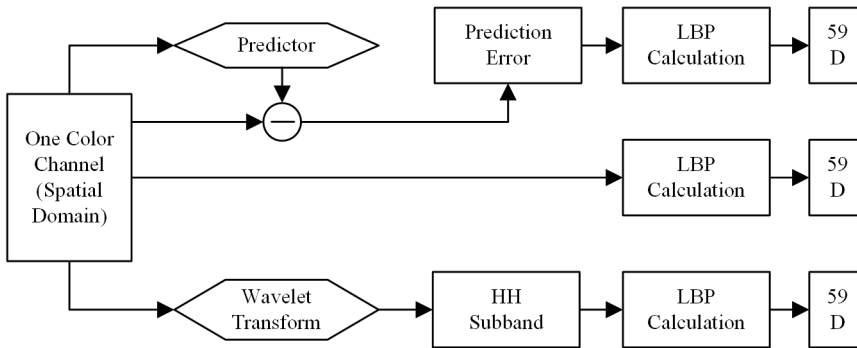 Predictor
Prediction
Error
LBP
Calculation
59
D
One Color
Channel
(Spatial
Domain)
LBP
Calculation
59
D
Wavelet
Transform
HH
Subband
LBP
Calculation
59
D